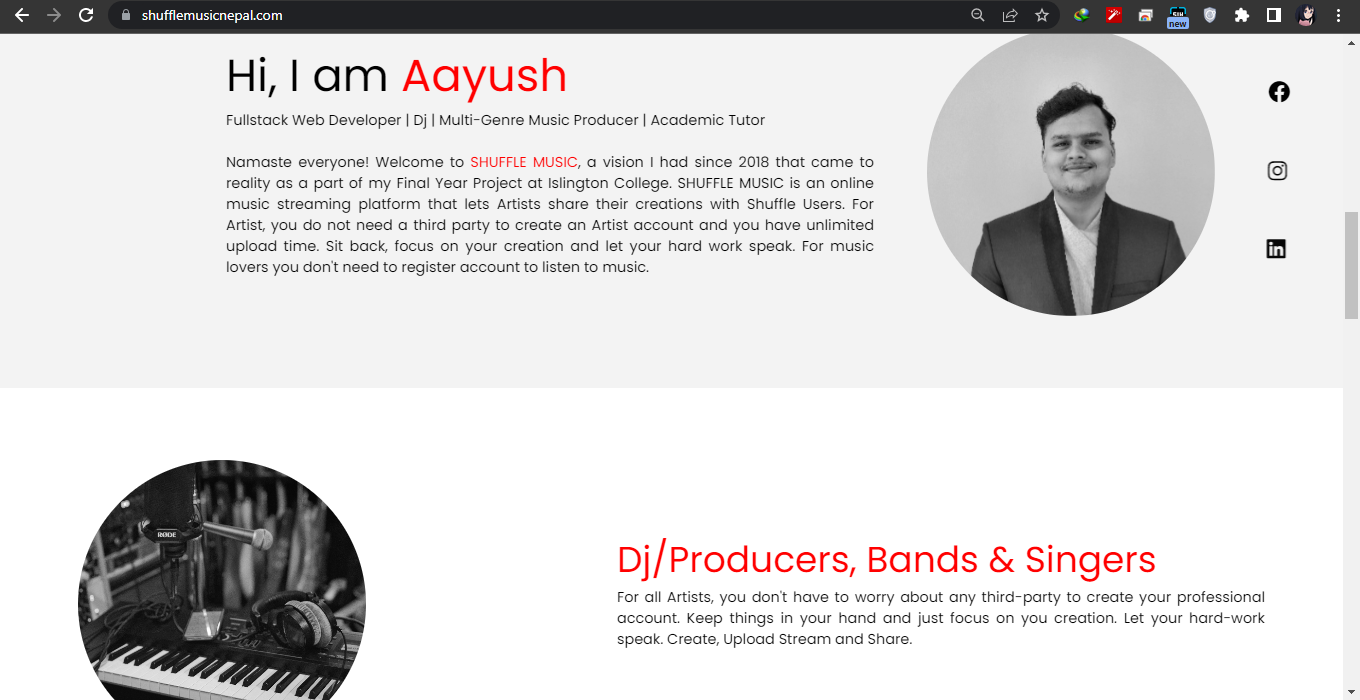 shufflemusicnepal.com
new
Hi, I am Aayush
Fullstack Web Developer | Dj | Multi-Genre Music Producer | Academic Tutor
Namaste everyone! Welcome to SHUFFLE MUSIC, a vision I had since 2018 that came to
reality as a part of my Final Year Project at Islington College. SHUFFLE MUSIC is an online
music streaming platform that lets Artists share their creations with Shuffle Users. For
Artist, you do not need a third party to create an Artist account and you have unlimited
upload time. Sit back, focus on your creation and let your hard work speak. For music
lovers you don't need to register account to listen to music.
in
RØDE
Dj/Producers, Bands & Singers
For all Artists, you don't have to worry about any third-party to create your professional
account. Keep things in your hand and just focus on you creation. Let your hard-work
speak. Create, Upload Stream and Share.